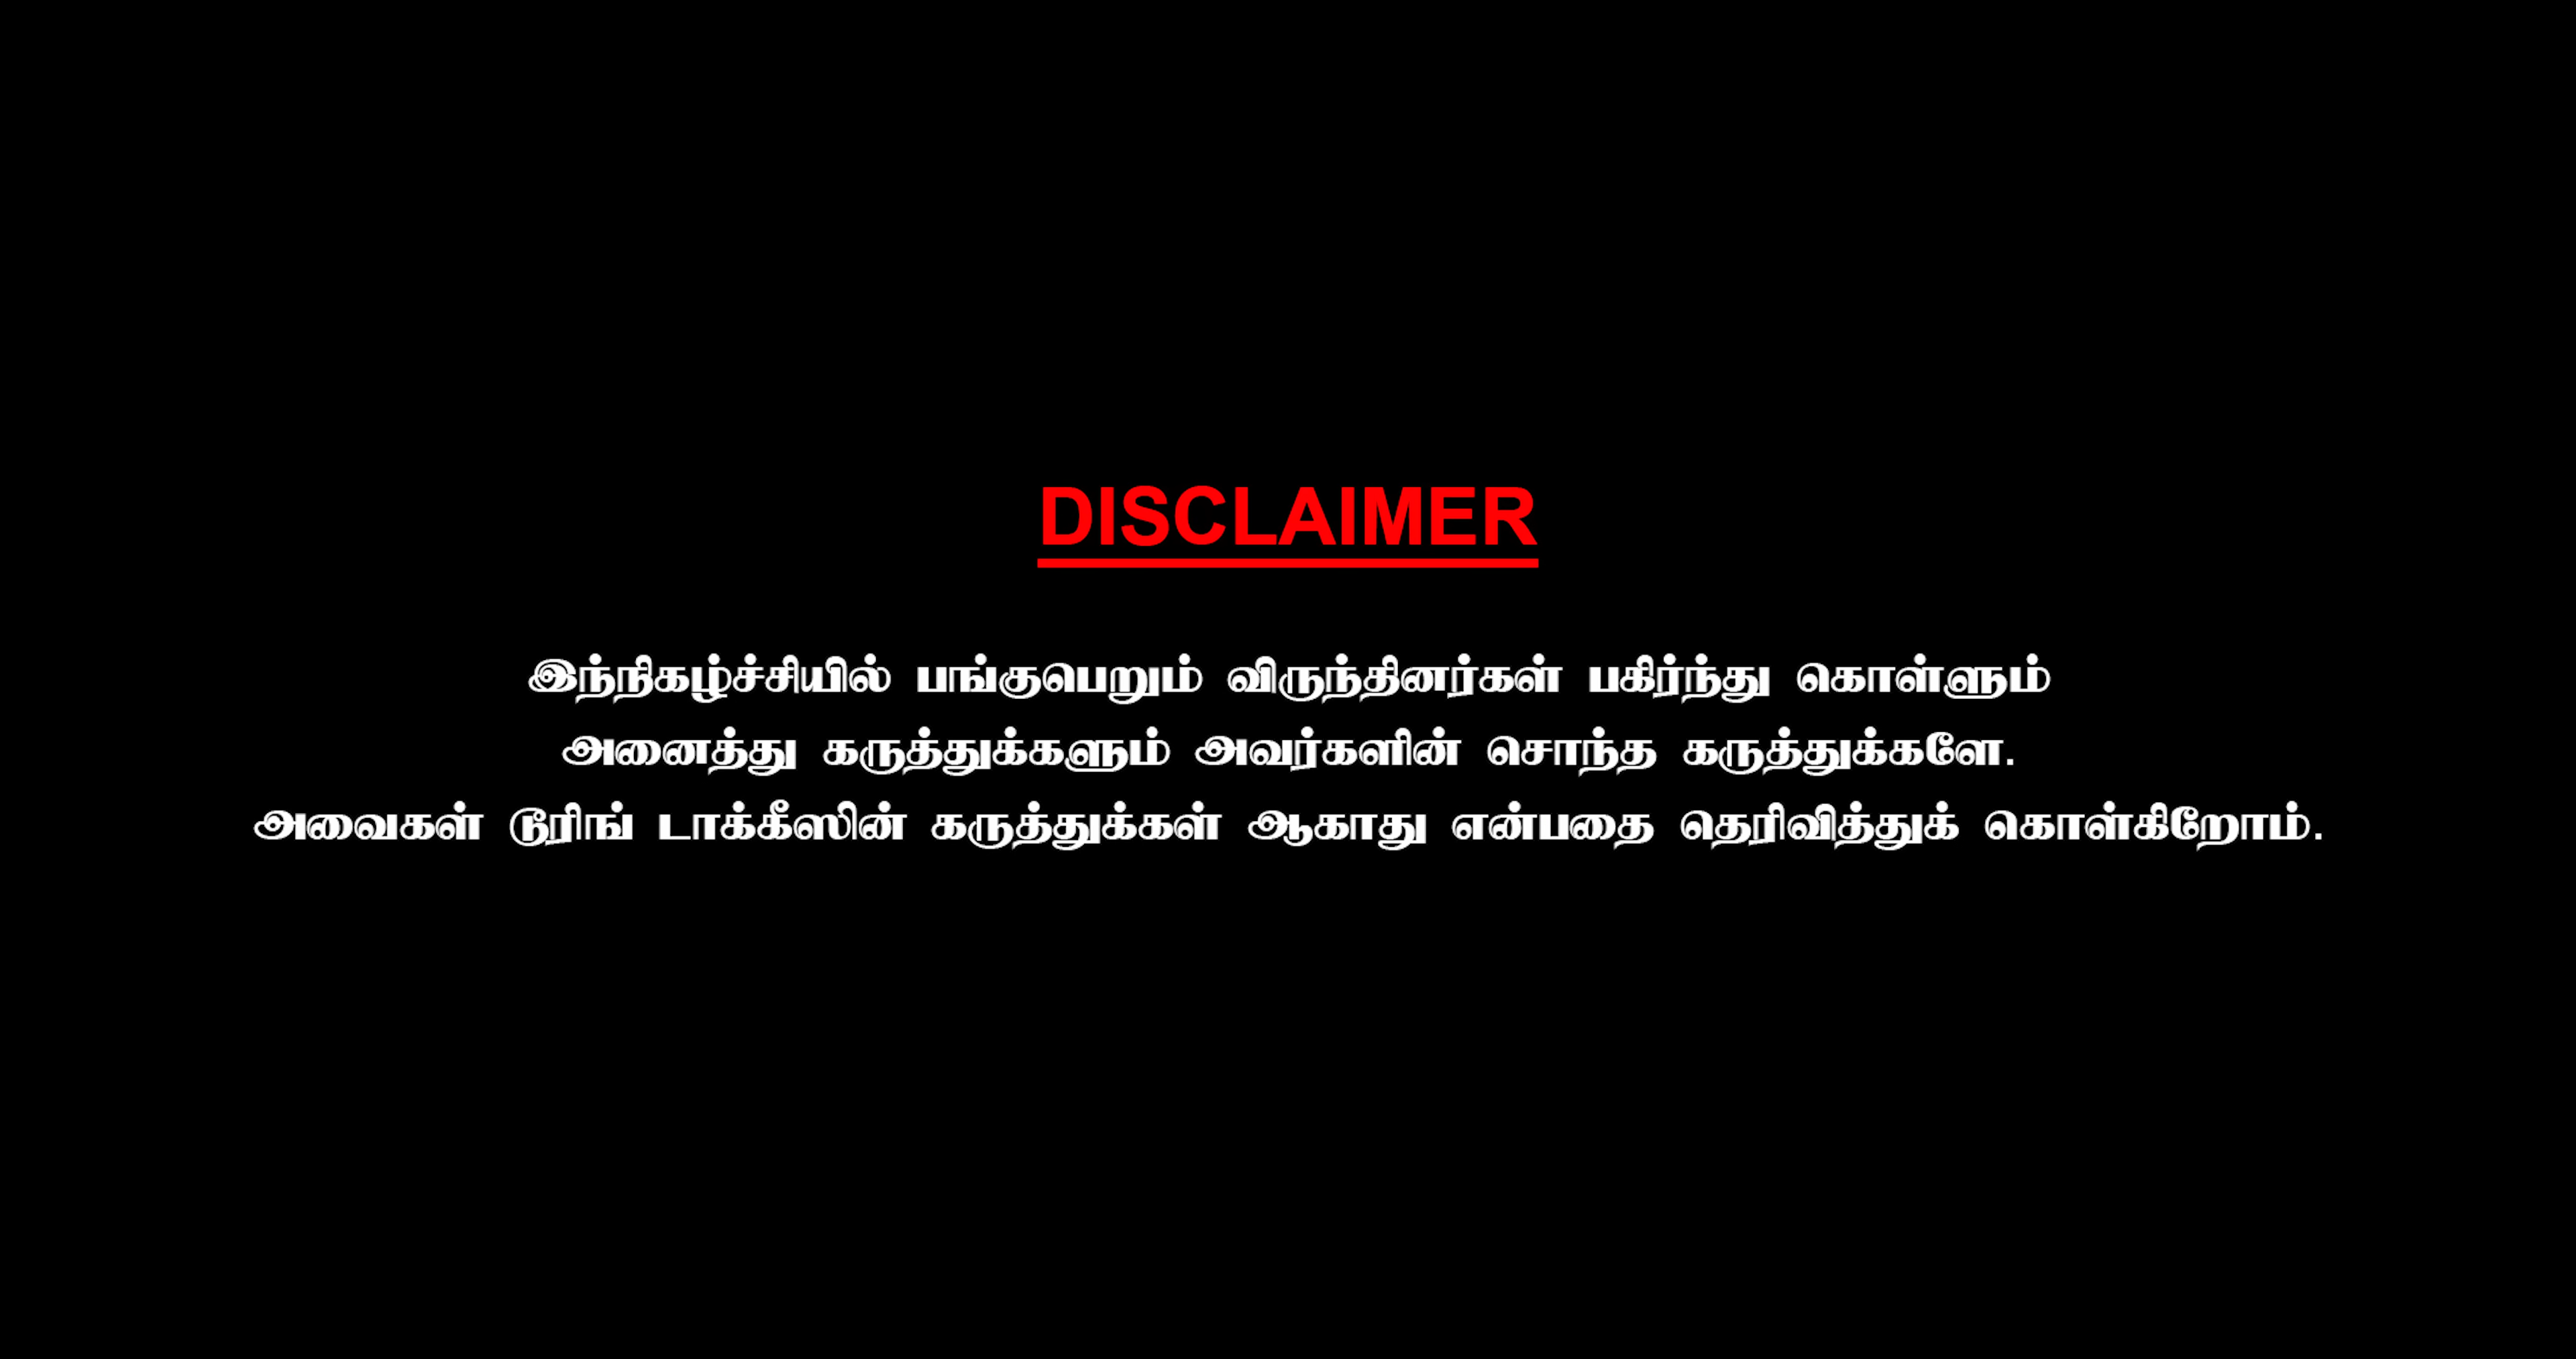 DISCLAIMER
இந்நிகழ்ச்சியில் பங்குபெறும் விருந்தினர்கள் பகிர்ந்து கொள்ளும்
அனைத்து கருத்துக்களும் அவர்களின் சொந்த கருத்துக்களே.
அவைகள் டூரிங் டாக்கீஸின் கருத்துக்கள் ஆகாது என்பதை தெரிவித்துக் கொள்கிறோம்.